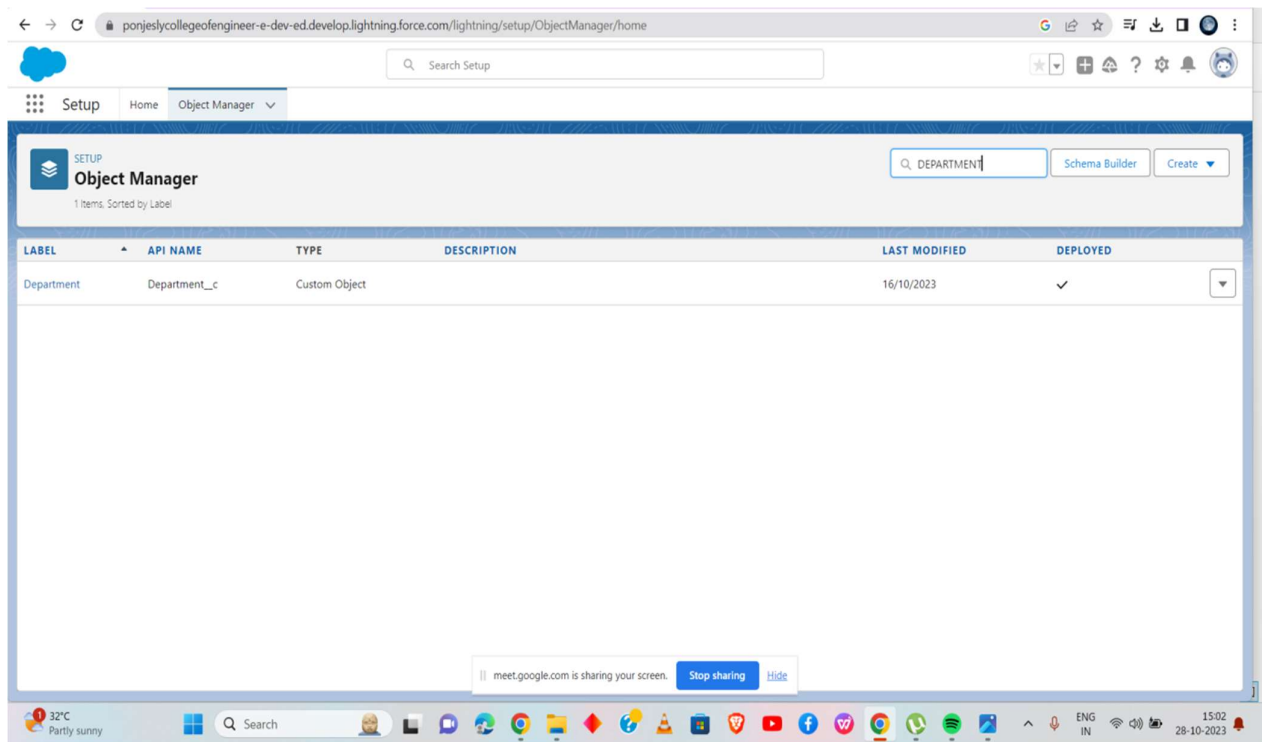 ponjeslycollegeofengineer-e-dev-ed.develop.lightning.force.com/lightning/setup/ObjectManager/home
Search Setup
Setup Home Object Manager
SETUP
Object Manager
1 Items, Sorted by Label
DEPARTMENT
Schema Builder
Create
LABEL API NAME TYPE DESCRIPTION LAST MODIFIED DEPLOYED
Department Department__c Custom Object 16/10/2023
meet.google.com is sharing your screen. Stop sharing Hide
1
32°C
Partly sunny
Search
ENG
IN
15:02
28-10-2023